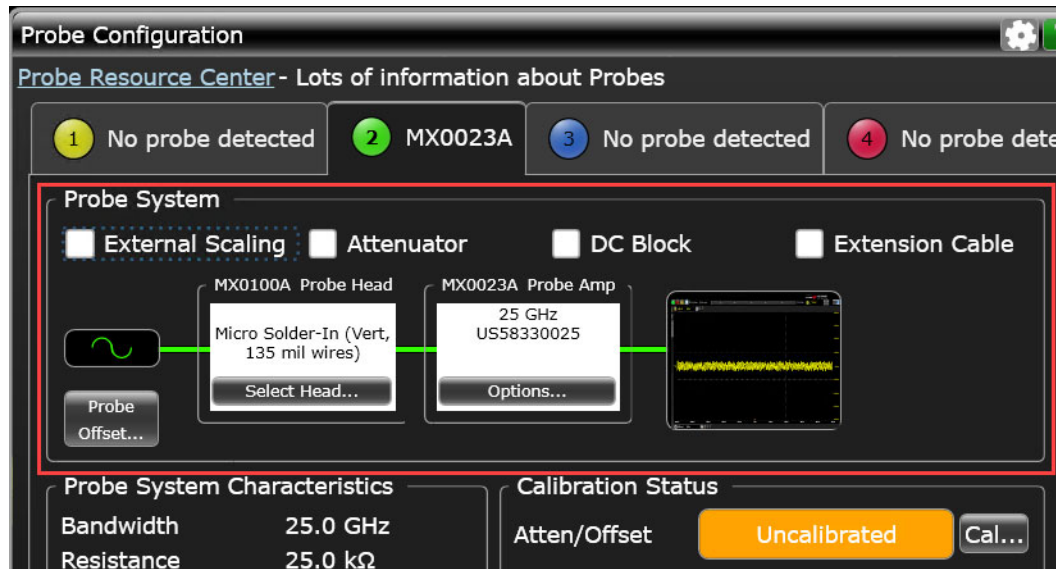 Probe Configuration
Probe Resource Center - Lots of information about Probes
1 No probe detected 2 MX0023A 3 No probe detected 4 No probe dete
Probe System
External Scaling Attenuator DC Block Extension Cable
MX0100A Probe Head MX0023A Probe Amp
Micro Solder-In (Vert,
135 mil wires)
Select Head...
25 GHz
US58330025
Options...
Probe
Offset...
Probe System Characteristics
Bandwidth 25.0 GHz
Resistance 25.0 kΩ
Calibration Status
Atten/Offset Uncalibrated Cal...